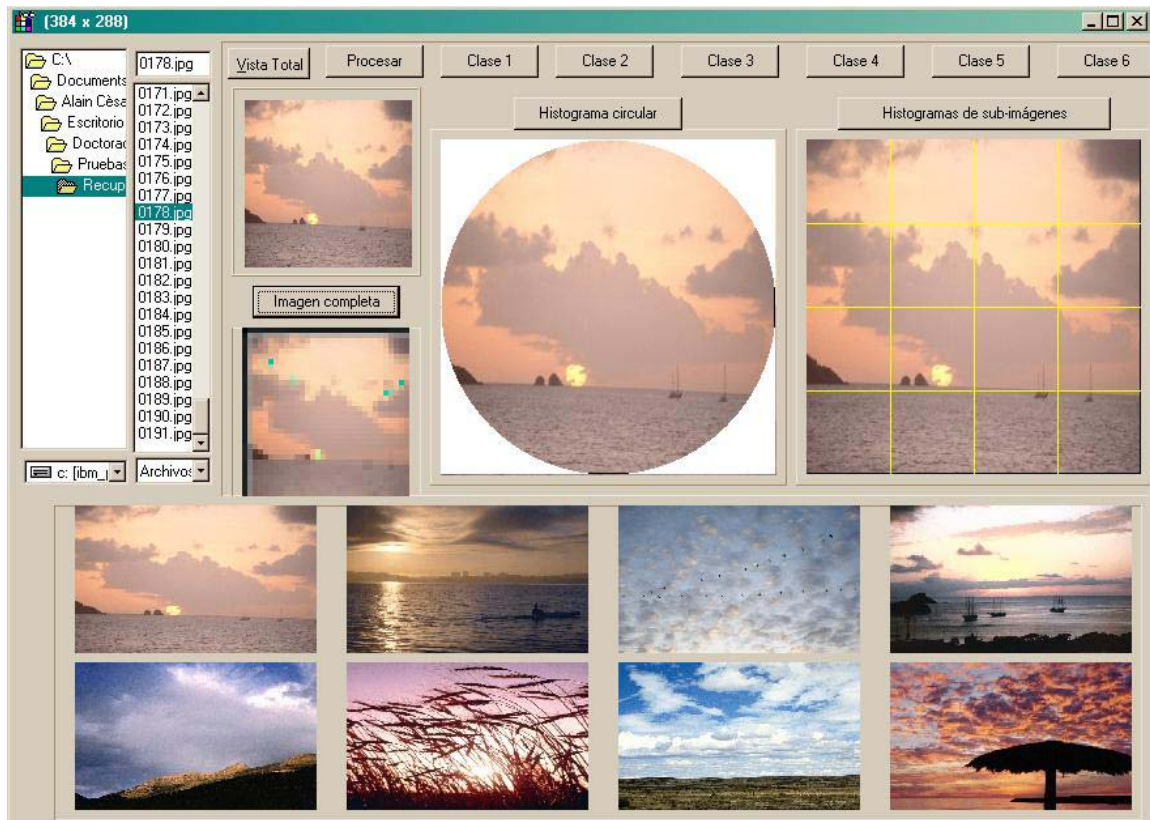 (384 x 288)
C:\
Documents
Alain Cèsa
Escritorio
Doctorad
Pruebas
Recup
c: [ibm_p
0178.jpg
0171.jpg
0172.jpg
0173.jpg
0174.jpg
0175.jpg
0176.jpg
0177.jpg
0178.jpg
0179.jpg
0180.jpg
0181.jpg
0182.jpg
0183.jpg
0184.jpg
0185.jpg
0186.jpg
0187.jpg
0188.jpg
0189.jpg
0190.jpg
0191.jpg
Archivos
Vista Total
Procesar
Clase 1
Clase 2
Clase 3
Clase 4
Clase 5
Clase 6
Imagen completa
Histograma circular
Histogramas de sub-imágenes